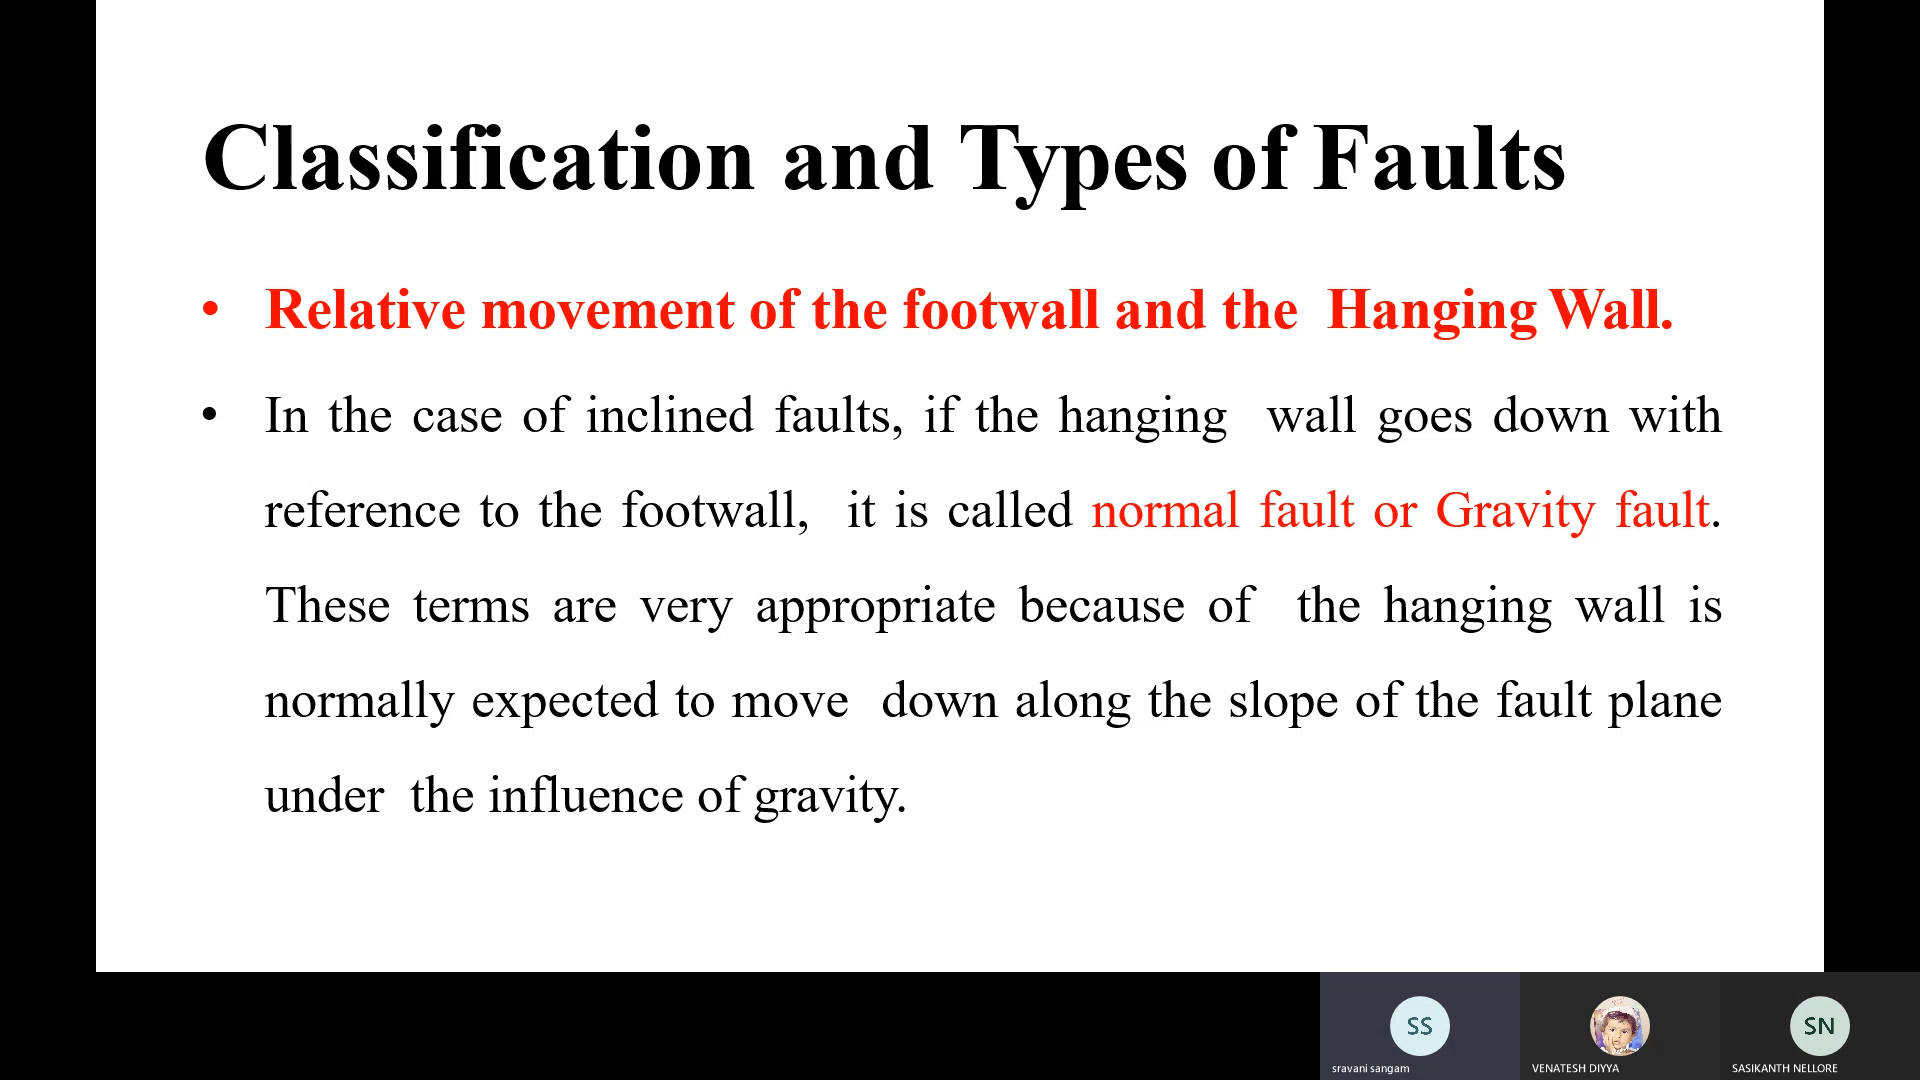 Classification and Types of Faults
• Relative movement of the footwall and the Hanging Wall.
• In the case of inclined faults, if the hanging wall goes down with
reference to the footwall, it is called normal fault or Gravity fault.
These terms are very appropriate because of the hanging wall is
normally expected to move down along the slope of the fault plane
under the influence of gravity.
SS
SN
sravani sangam
VENATESH DIYYA
SASIKANTH NELLORE